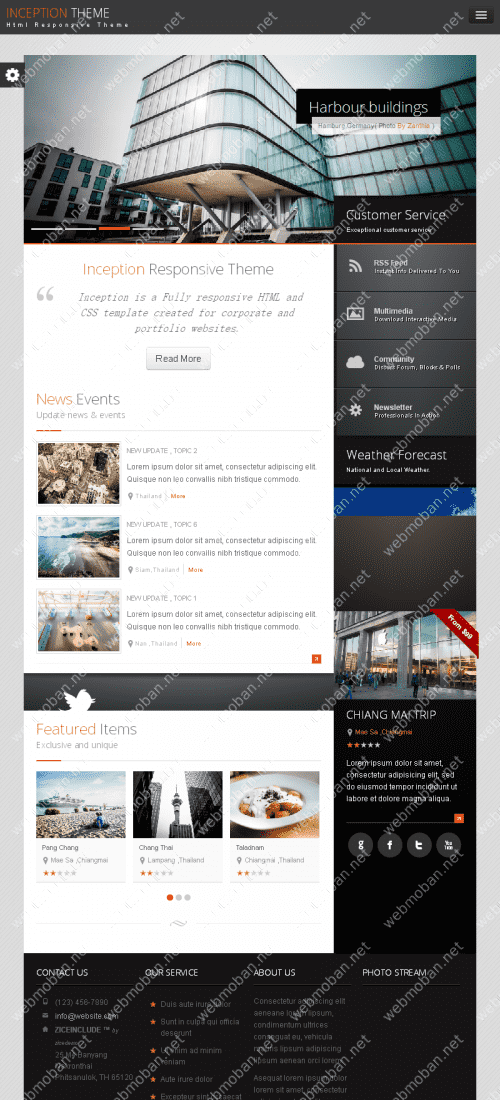 INCEPTION THEME
Html Responsive Theme
Harbour buildings
Hamburg Germany( Photo By Zanthia )
Customer Service
Exceptional customer service
Inception Responsive Theme
Inception is a Fully responsive HTML and
CSS template created for corporate and
portfolio websites.
Read More
RSS Feed
Instant Info Delivered To You
Multimedia
Download Interactive Media
Community
Discuss Forum, Blocks & Polls
Newsletter
Professionals In Action
Weather Forecast
National and Local Weather.
News Events
Update news & events
NEW UPDATE , TOPIC 2
Lorem ipsum dolor sit amet, consectetur adipiscing elit.
Quisque non leo convallis nibh tristique commodo.
Thailand
More
NEW UPDATE , TOPIC 6
Lorem ipsum dolor sit amet, consectetur adipiscing elit.
Quisque non leo convallis nibh tristique commodo.
Siam,Thailand
More
NEW UPDATE , TOPIC 1
Lorem ipsum dolor sit amet, consectetur adipiscing elit.
Quisque non leo convallis nibh tristique commodo.
Nan ,Thailand
More
From $99
CHIANG MAI TRIP
Mae Sa ,Chiangmai
Lorem ipsum dolor sit amet,
consectetur adipisicing elit, sed
do eiusmod tempor incididunt ut
labore et dolore magna aliqua.
You
Tube
Featured Items
Exclusive and unique
Pang Chang
Mae Sa ,Chiangmai
Chang Thai
Lampang ,Thailand
Taladnam
Chiangmai ,Thailand
CONTACT US
(123) 456-7890
info@website.com
ZICEINCLUDE ™ By
25 My Banyang
Phitsanulok, TH 65120
OUR SERVICE
Duis aute irure dolor
Sunt in culpa qui officia
deserunt
Ut enim ad minim
veniam
Aute irure dolor
Excepteur sint occaecat
ABOUT US
Consectetur adipiscing elit
aeneane lorem ipsum,
condimentum ultrices
consequat eu, vehicula
mauris lipsum adipiscing
lipsum aenean orci lorem.
Asequat lorem ipsum dolor
lorem sit amet, consectetur
PHOTO STREAM
webmoban.net